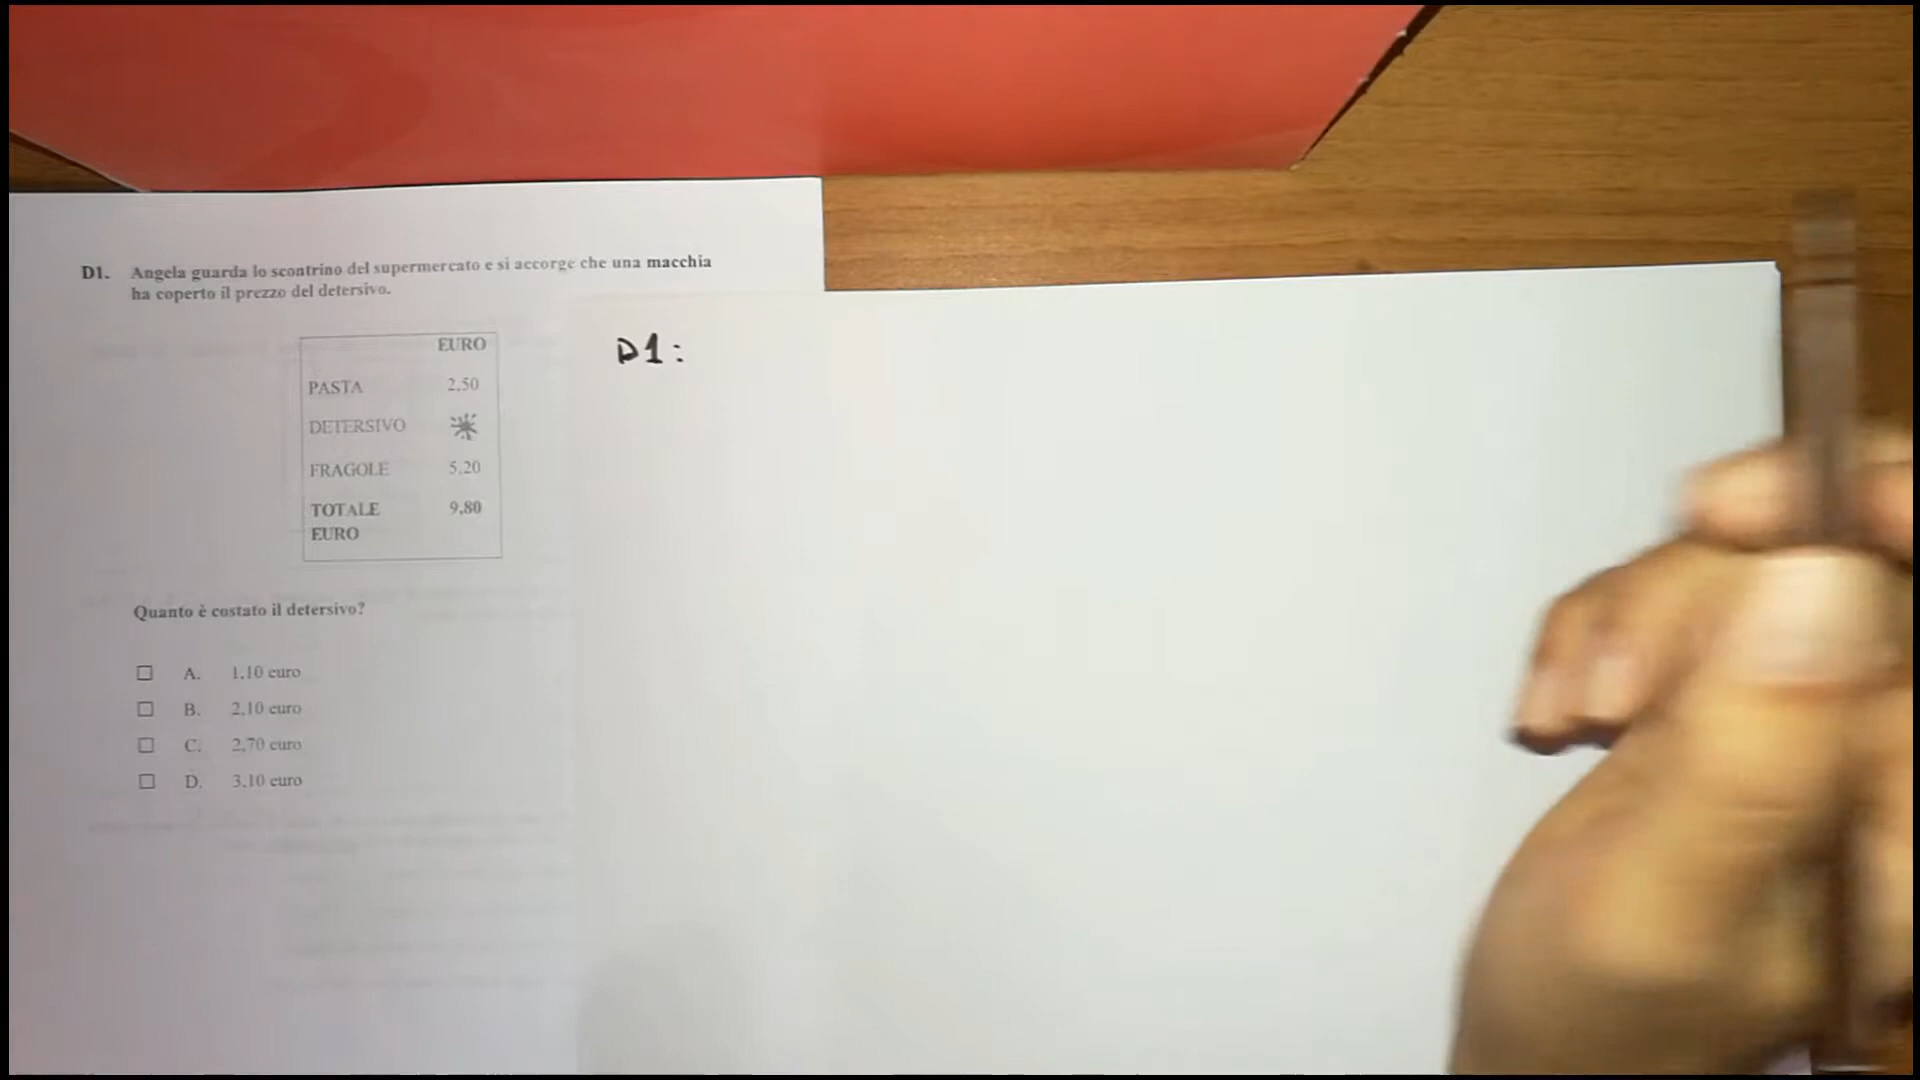 D1. Angela guarda lo scontrino del supermercato e si accorge che una macchia
ha coperto il prezzo del detersivo.
EURO
PASTA 2,50
DETERSIVO
FRAGOLE 5,20
TOTALE 9,80
EURO
Quanto è costato il detersivo?
A. 1,10 euro
B. 2,10 euro
C. 2,70 euro
D. 3,10 euro
D1: